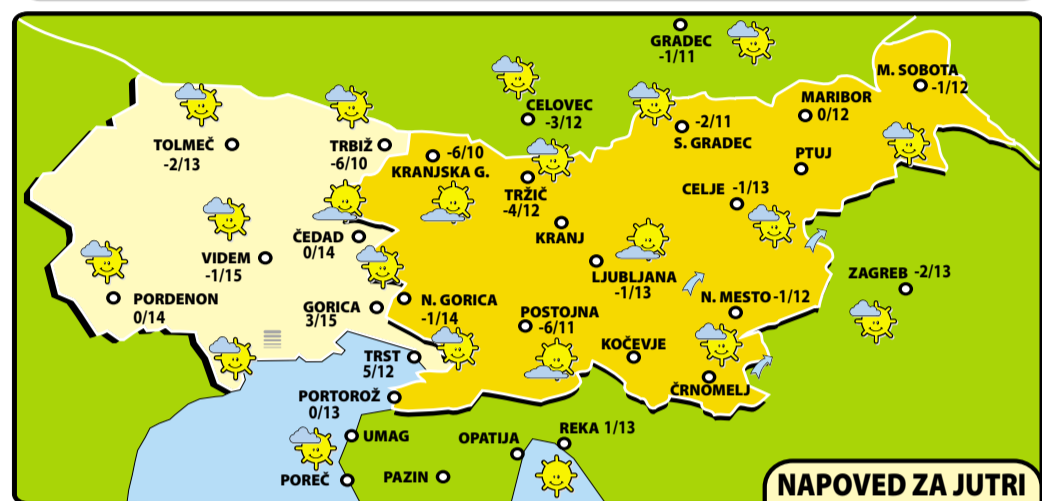 GRADEC
-1/11
M. SOBOTA
-1/12
CELOVEC
-3/12
MARIBOR
0/12
TOLMEČ
-2/13
TRBIŽ
-6/10
-6/10
KRANJSKA G.
-2/11
S. GRADEC
PTUJ
TRŽIČ
-4/12
CELJE -1/13
KRANJ
ČEDAD
0/14
VIDEM
-1/15
LJUBLJANA
-1/13
ZAGREB -2/13
PORDENON
0/14
GORICA
3/15
N. GORICA
-1/14
N. MESTO -1/12
POSTOJNA
-6/11
KOČEVJE
TRST
5/12
ČRNOMELJ
PORTOROŽ
0/13
UMAG
OPATIJA
REKA 1/13
POREČ
PAZIN
NAPOVED ZA JUTRI